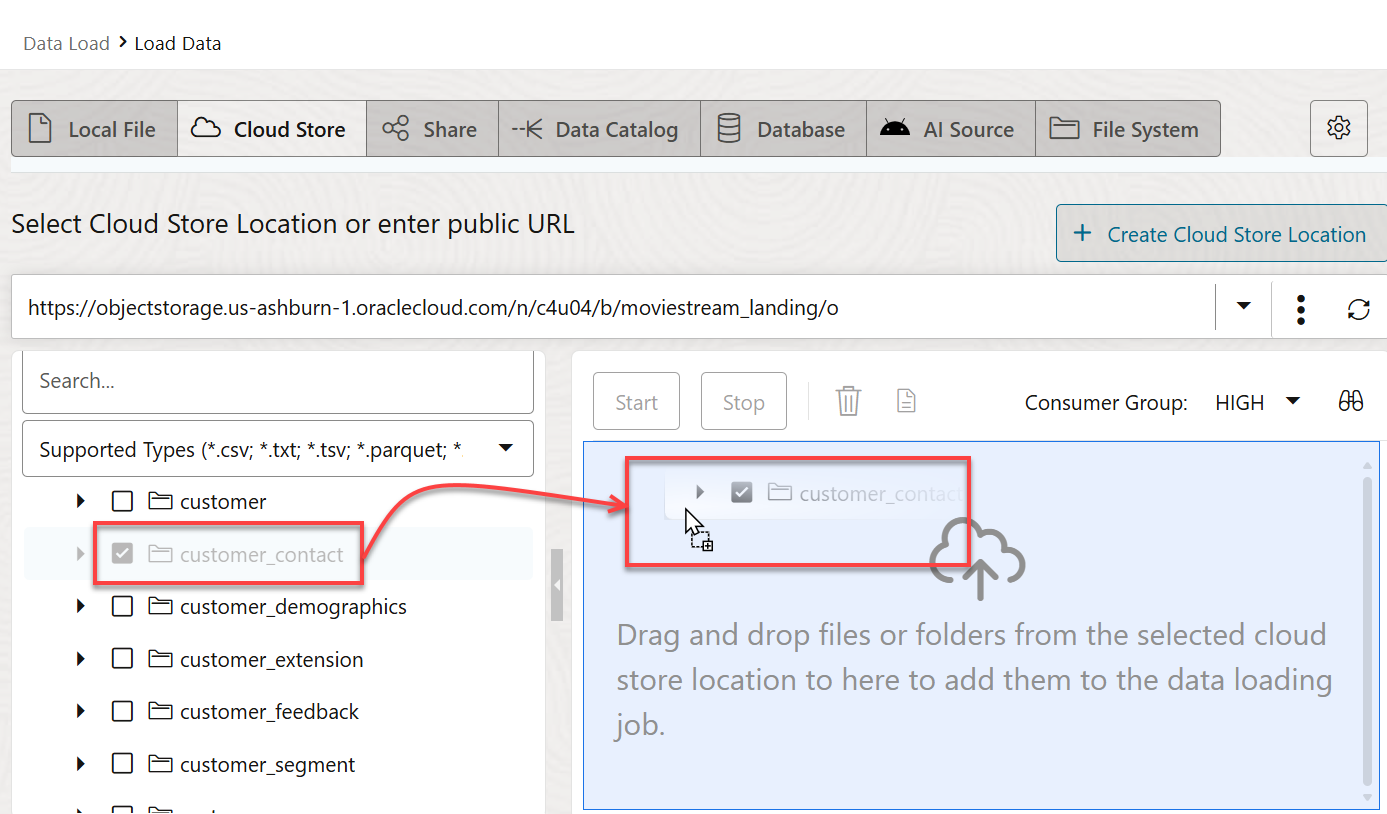 Data Load > Load Data
Local File
Cloud Store
Share
Data Catalog
Database
AI Source
File System
Select Cloud Store Location or enter public URL
+ Create Cloud Store Location
https://objectstorage.us-ashburn-1.oraclecloud.com/n/c4u04/b/moviestream_landing/o
Search...
Supported Types (*.csv; *.txt; *.tsv; *.parquet; *.
customer
customer_contact
customer_demographics
customer_extension
customer_feedback
customer_segment
Start
Stop
Consumer Group: HIGH
customer_contact
Drag and drop files or folders from the selected cloud
store location to here to add them to the data loading
job.